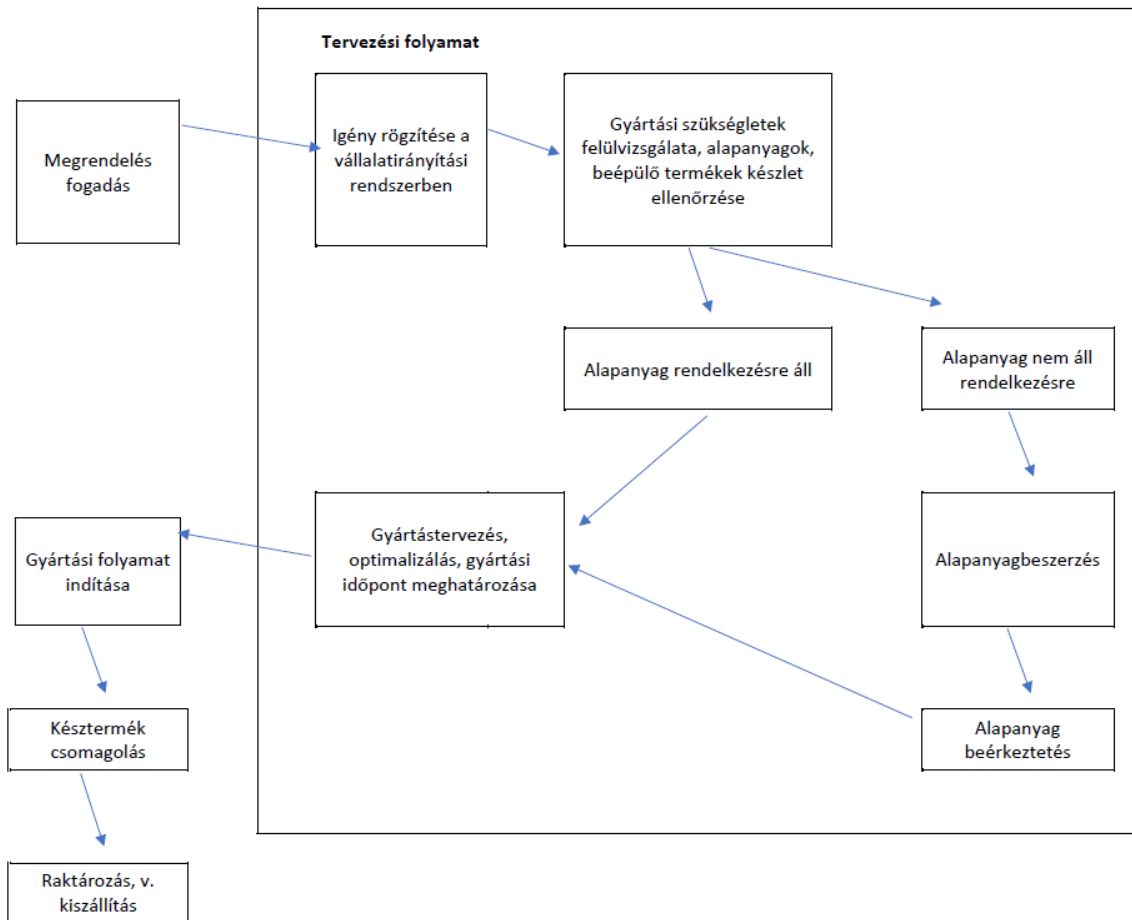 Tervezési folyamat
Megrendelés
fogadás
Igény rögzítése a
vállalatirányítási
rendszerben
Gyártási szükségletek
felülvizsgálata, alapanyagok,
beépülő termékek készlet
ellenőrzése
Alapanyag rendelkezésre áll
Alapanyag nem áll
rendelkezésre
Gyártási folyamat
indítása
Gyártástervezés,
optimalizálás, gyártási
időpont meghatározása
Alapanyagbeszerzés
Késztermék
csomagolás
Alapanyag
beérkeztetés
Raktározás, v.
kiszállítás